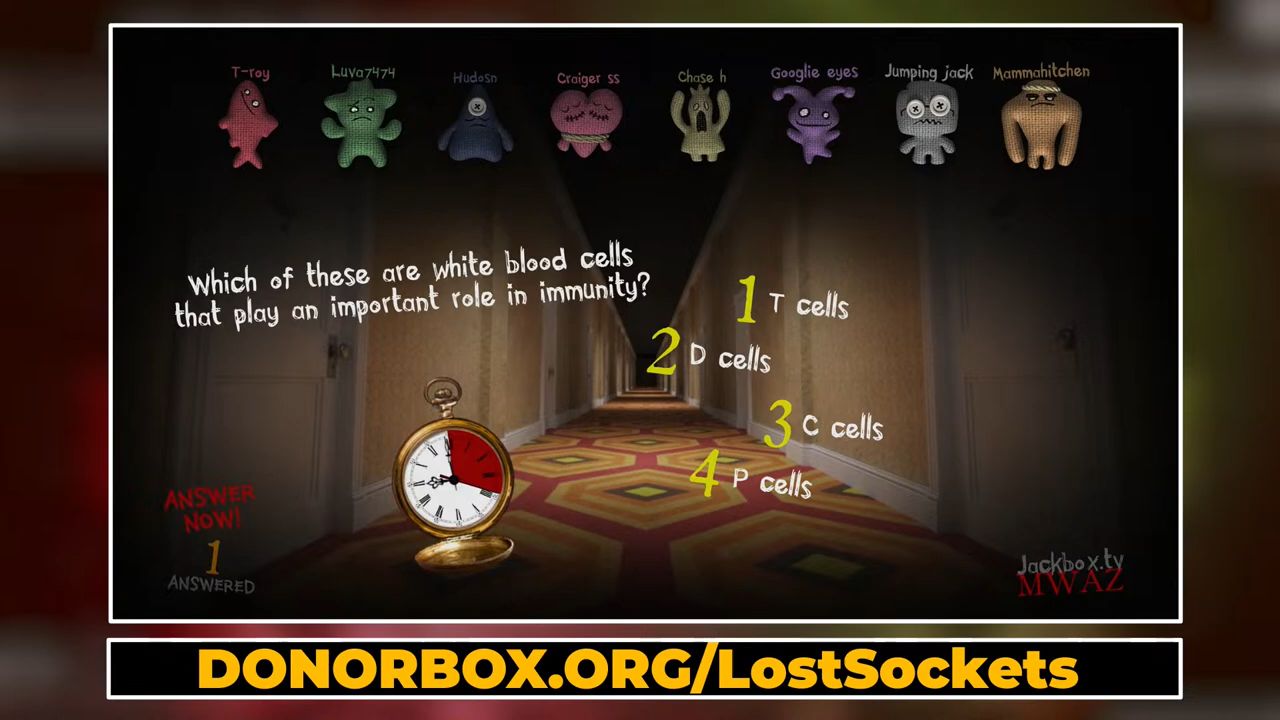 T-roy
Luva7474
Hudosn
Craiger ss
Chase h
Googlie eyes
Jumping jack
Mammahitchen
Which of these are white blood cells
that play an important role in immunity?
1 T cells
2 D cells
3 C cells
4 P cells
ANSWER
NOW!
1
ANSWERED
Jackbox.tv
MWAZ
DONORBOX.ORG/LostSockets